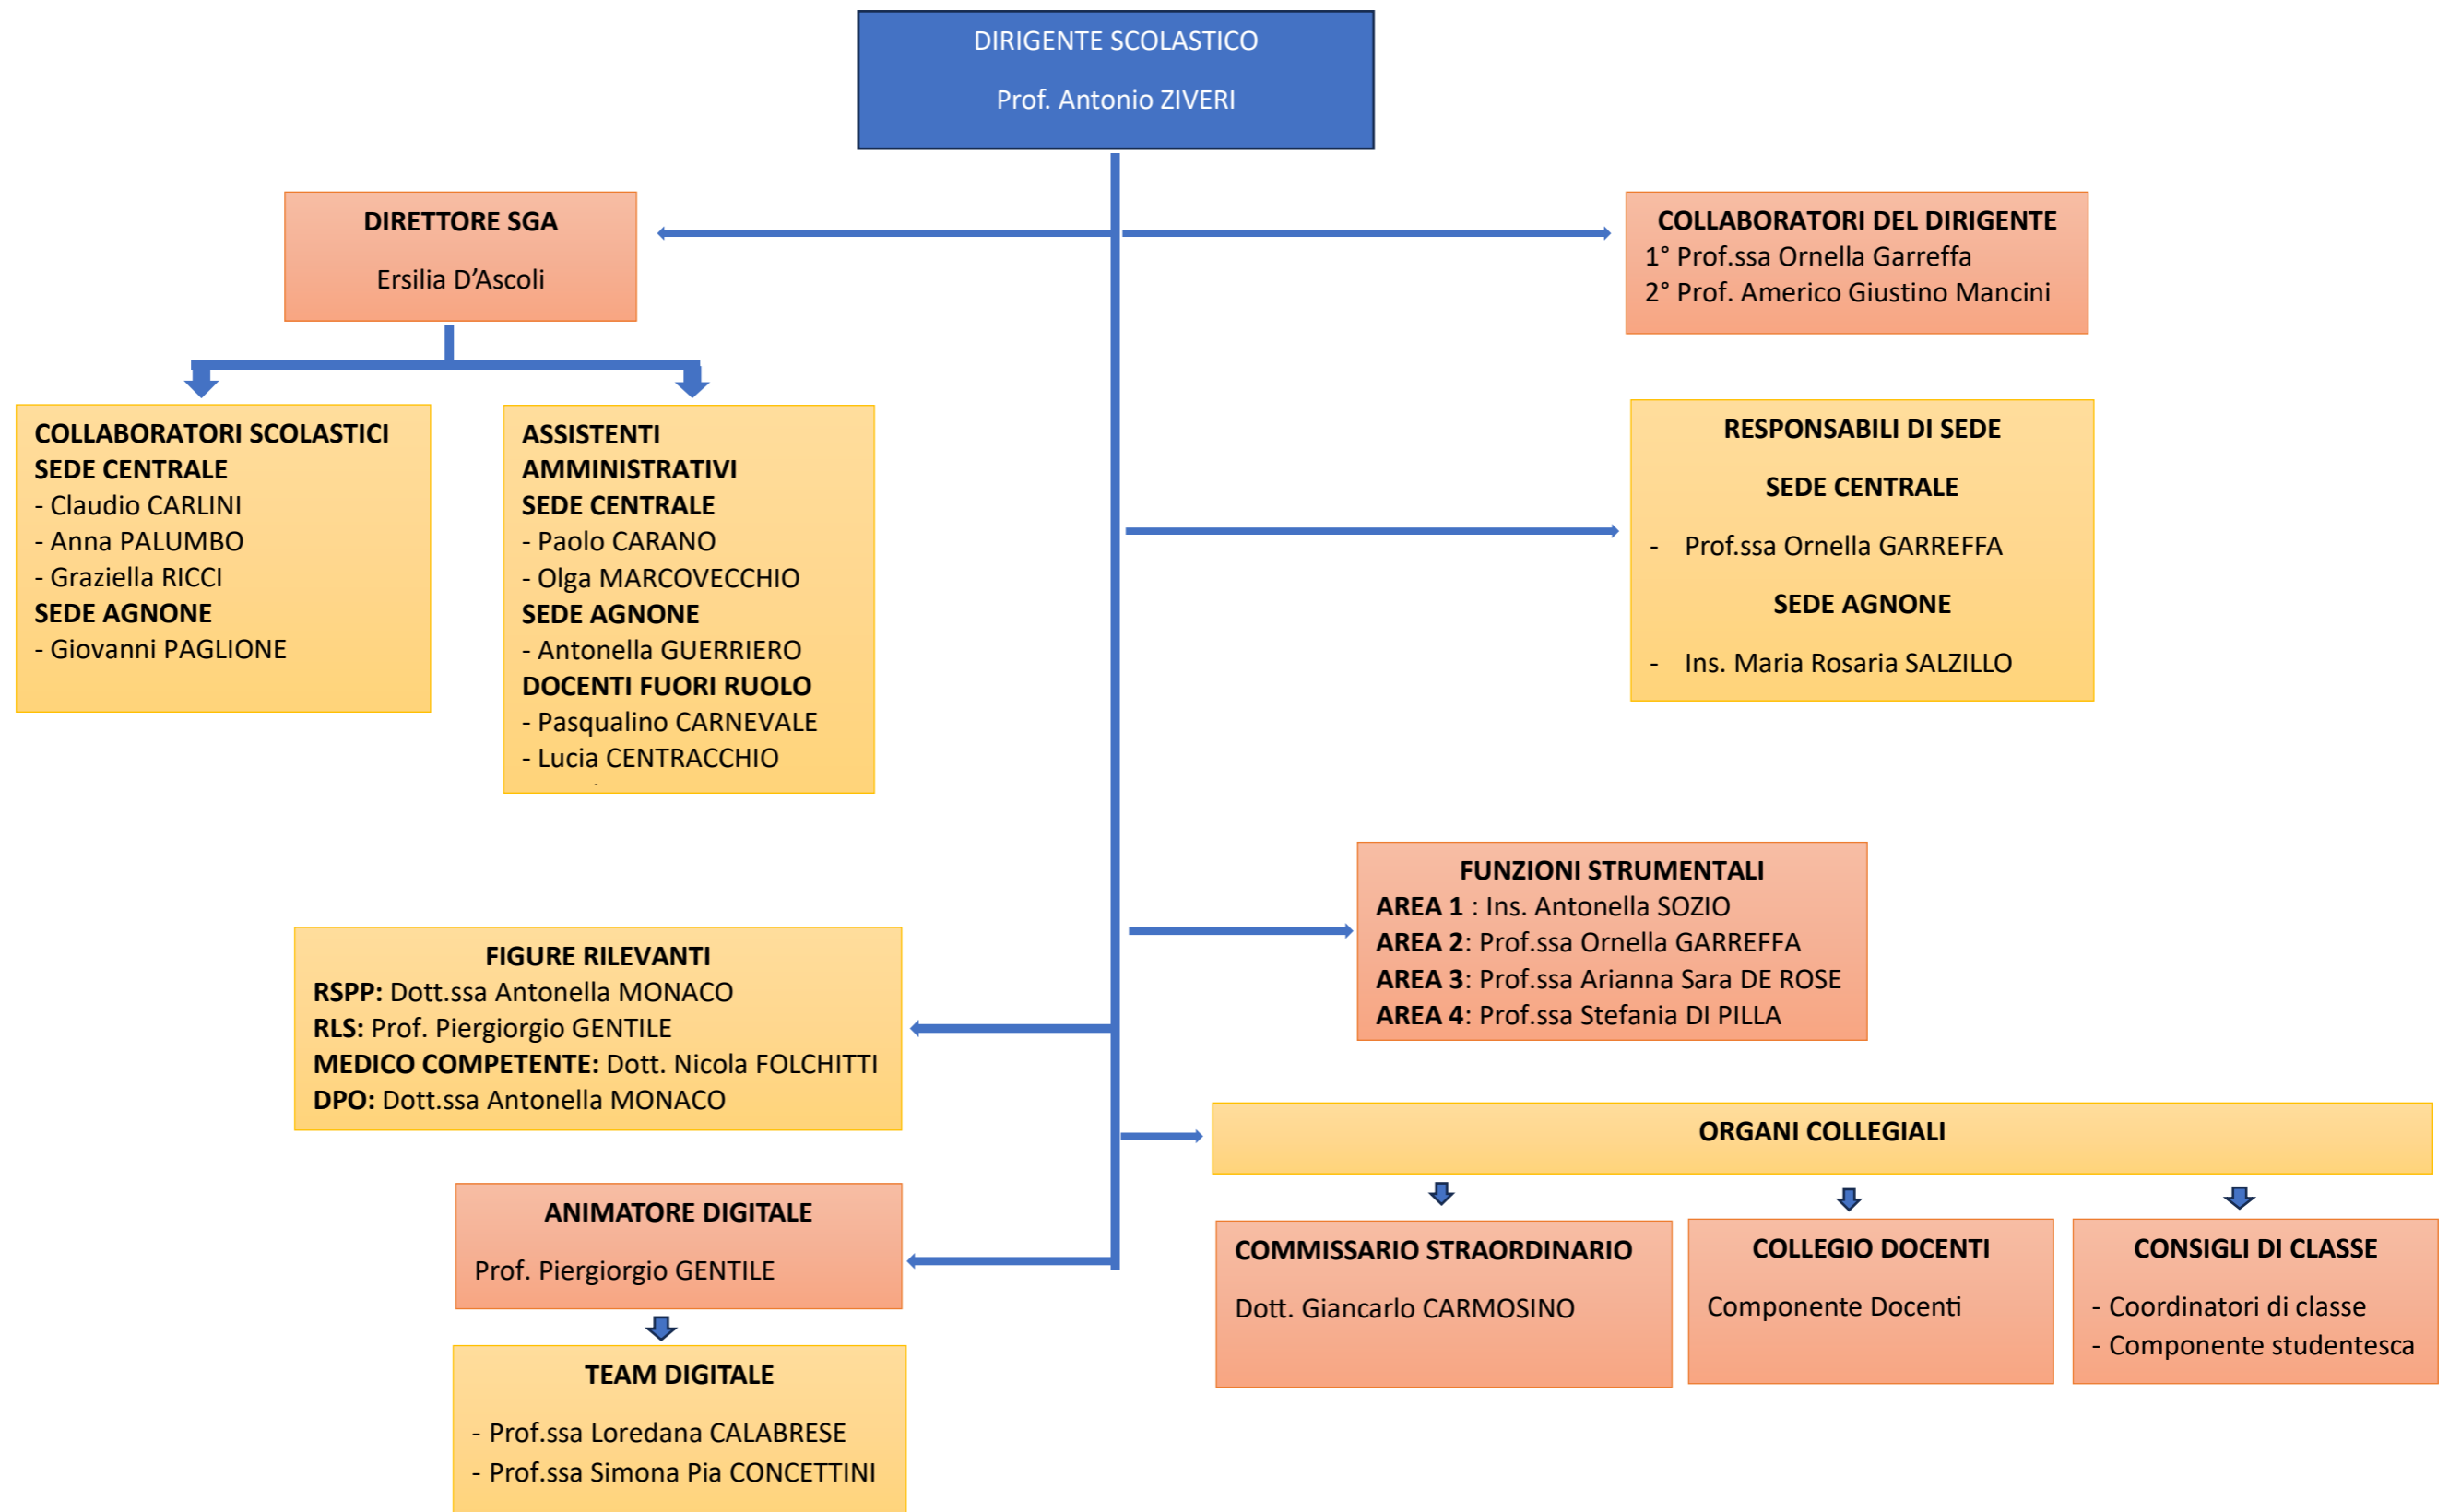 DIRIGENTE SCOLASTICO
Prof. Antonio ZIVERI
DIRETTORE SGA
Ersilia D'Ascoli
COLLABORATORI DEL DIRIGENTE
1° Prof.ssa Ornella Garreffa
2° Prof. Americo Giustino Mancini
COLLABORATORI SCOLASTICI
SEDE CENTRALE
- Claudio CARLINI
- Anna PALUMBO
- Graziella RICCI
SEDE AGNONE
- Giovanni PAGLIONE
ASSISTENTI
AMMINISTRATIVI
SEDE CENTRALE
- Paolo CARANO
- Olga MARCOVECCHIO
SEDE AGNONE
- Antonella GUERRIERO
DOCENTI FUORI RUOLO
- Pasqualino CARNEVALE
- Lucia CENTRACCHIO
RESPONSABILI DI SEDE
SEDE CENTRALE
- Prof.ssa Ornella GARREFFA
SEDE AGNONE
- Ins. Maria Rosaria SALZILLO
FUNZIONI STRUMENTALI
AREA 1 : Ins. Antonella SOZIO
AREA 2: Prof.ssa Ornella GARREFFA
AREA 3: Prof.ssa Arianna Sara DE ROSE
AREA 4: Prof.ssa Stefania DI PILLA
FIGURE RILEVANTI
RSPP: Dott.ssa Antonella MONACO
RLS: Prof. Piergiorgio GENTILE
MEDICO COMPETENTE: Dott. Nicola FOLCHITTI
DPO: Dott.ssa Antonella MONACO
ORGANI COLLEGIALI
ANIMATORE DIGITALE
Prof. Piergiorgio GENTILE
COMMISSARIO STRAORDINARIO
Dott. Giancarlo CARMOSINO
COLLEGIO DOCENTI
Componente Docenti
CONSIGLI DI CLASSE
- Coordinatori di classe
- Componente studentesca
TEAM DIGITALE
- Prof.ssa Loredana CALABRESE
- Prof.ssa Simona Pia CONCETTINI